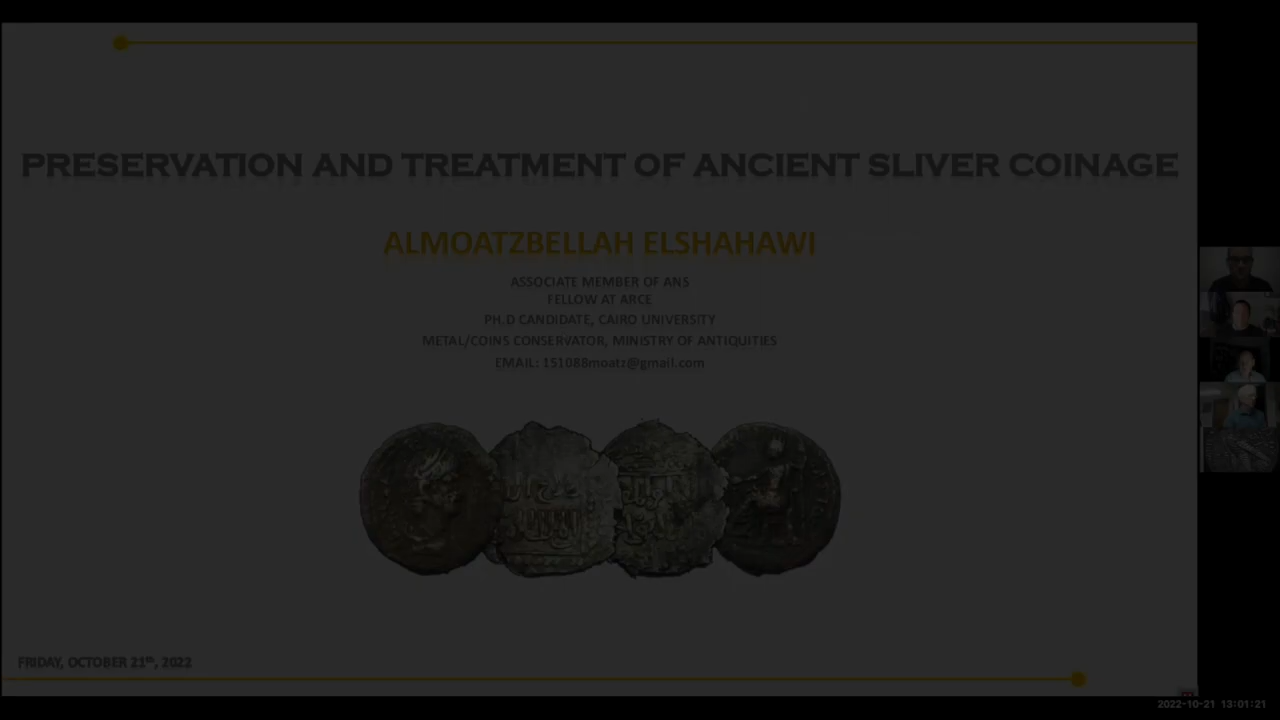 PRESERVATION AND TREATMENT OF ANCIENT SLIVER COINAGE
ALMOATZBELLAH ELSHAHAWI
ASSOCIATE MEMBER OF ANS
FELLOW AT ARCE
PH.D CANDIDATE, CAIRO UNIVERSITY
METAL/COINS CONSERVATOR, MINISTRY OF ANTIQUITIES
EMAIL: 151088moatz@gmail.com
FRIDAY, OCTOBER 21th, 2022
2022-10-21 13:01:21